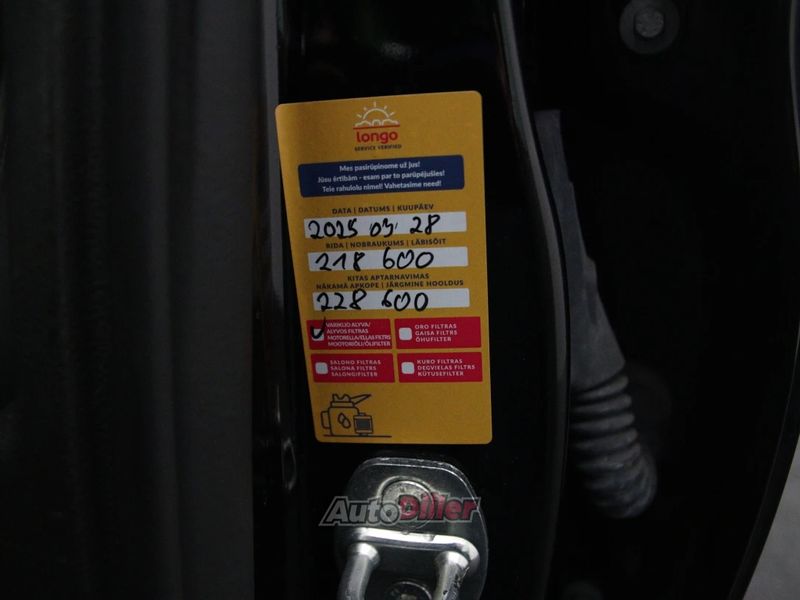 longo
SERVICE VERIFIED
Mes pasirūpinome už jus!
Jūsu ērtībām - esam par to parūpējušies!
Teie rahulolu nimel! Vahetasime need!
DATA | DATUMS | KUUPÄEV
2025 03. 28
RIDA | NOBRAUKUMS | LÄBISÕIT
218 600
KITAS APTARNAVIMAS
NĀKAMĀ APKOPE | JÄRGMINE HOOLDUS
228 600
VARIKLIO ALYVA/
ALYVOS FILTRAS
MOTOREĻĻA/EĻĻAS FILTRS
MOOTORIÕLI/ÕLIFILTER
ORO FILTRAS
GAISA FILTRS
ÕHUFILTER
SALONO FILTRAS
SALONA FILTRS
SALONGIFILTER
KURO FILTRAS
DEGVIELAS FILTRS
KÜTUSEFILTER
AutoDiler